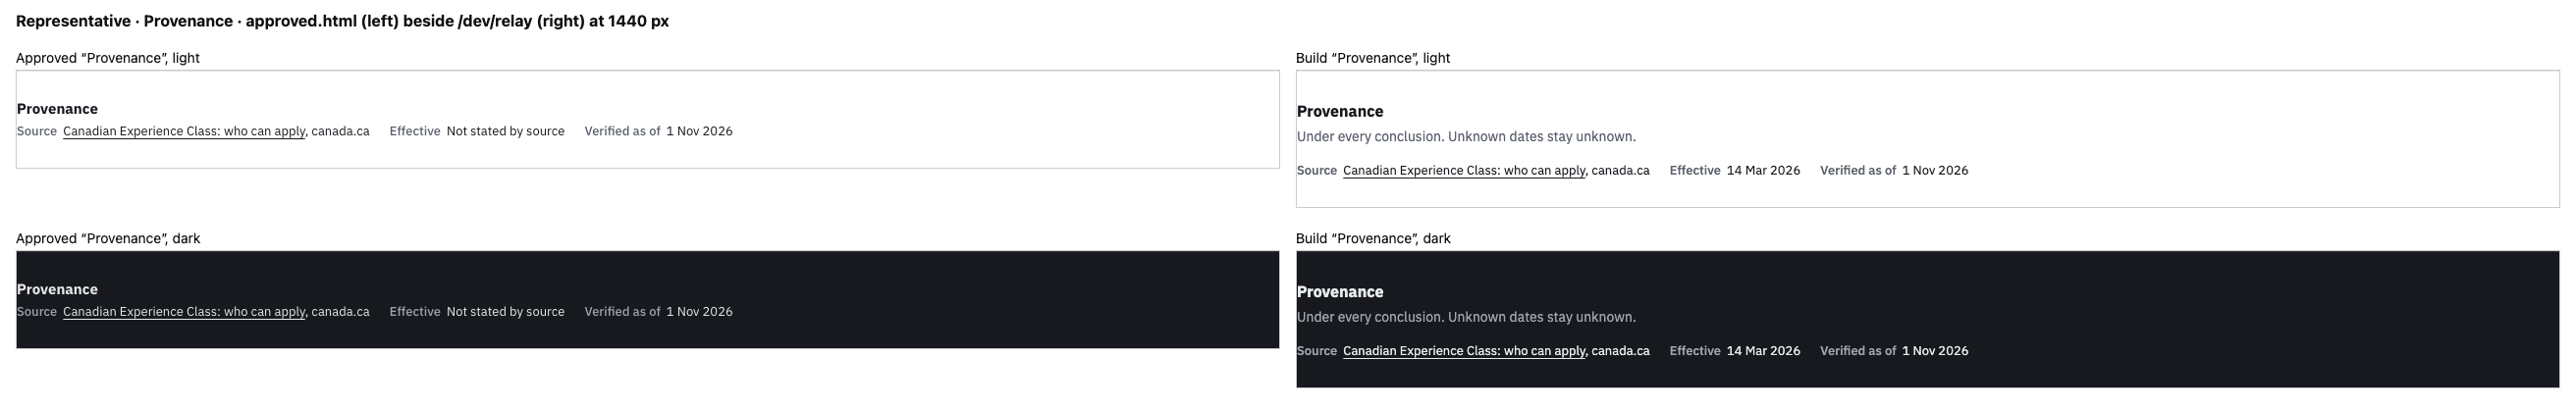 Representative · Provenance · approved.html (left) beside /dev/relay (right) at 1440 px
Approved “Provenance”, light
Provenance
Source Canadian Experience Class: who can apply, canada.ca Effective Not stated by source Verified as of 1 Nov 2026
Build “Provenance”, light
Provenance
Under every conclusion. Unknown dates stay unknown.
Source Canadian Experience Class: who can apply, canada.ca Effective 14 Mar 2026 Verified as of 1 Nov 2026
Approved “Provenance”, dark
Provenance
Source Canadian Experience Class: who can apply, canada.ca Effective Not stated by source Verified as of 1 Nov 2026
Build “Provenance”, dark
Provenance
Under every conclusion. Unknown dates stay unknown.
Source Canadian Experience Class: who can apply, canada.ca Effective 14 Mar 2026 Verified as of 1 Nov 2026